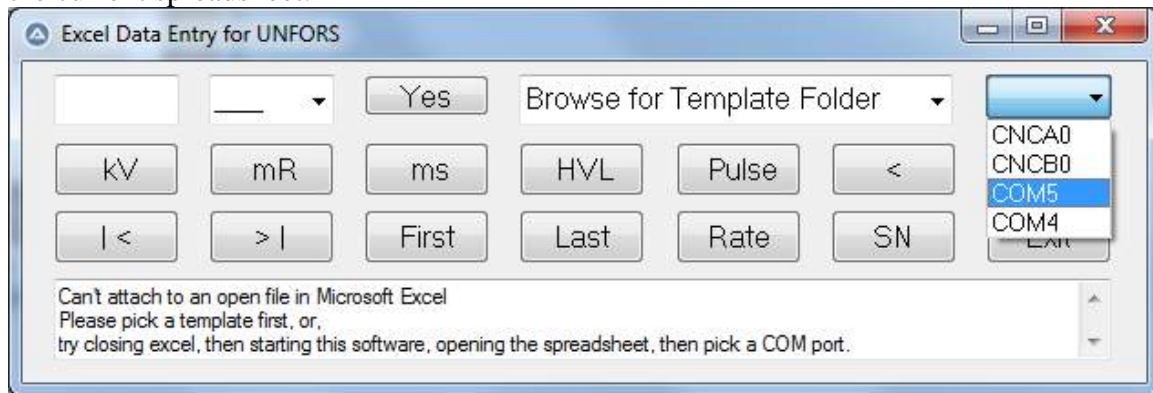 Excel Data Entry for UNFORS
___ Yes Browse for Template Folder
CNCA0
CNCB0
COM5
COM4
kV mR ms HVL Pulse <
|< >| First Last Rate SN Exit
Can't attach to an open file in Microsoft Excel
Please pick a template first, or,
try closing excel, then starting this software, opening the spreadsheet, then pick a COM port.